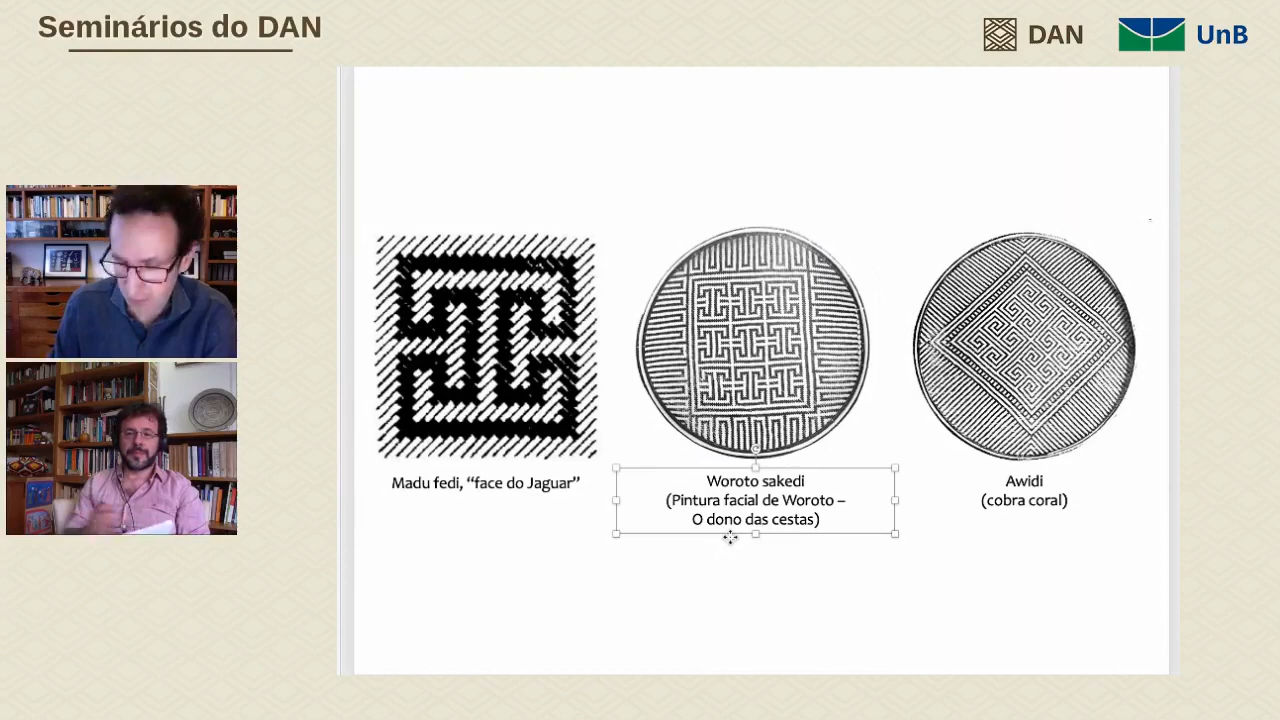 Seminários do DAN
DAN
UnB
Madu fedi, “face do Jaguar”
Woroto sakedi
(Pintura facial de Woroto –
O dono das cestas)
Awidi
(cobra coral)